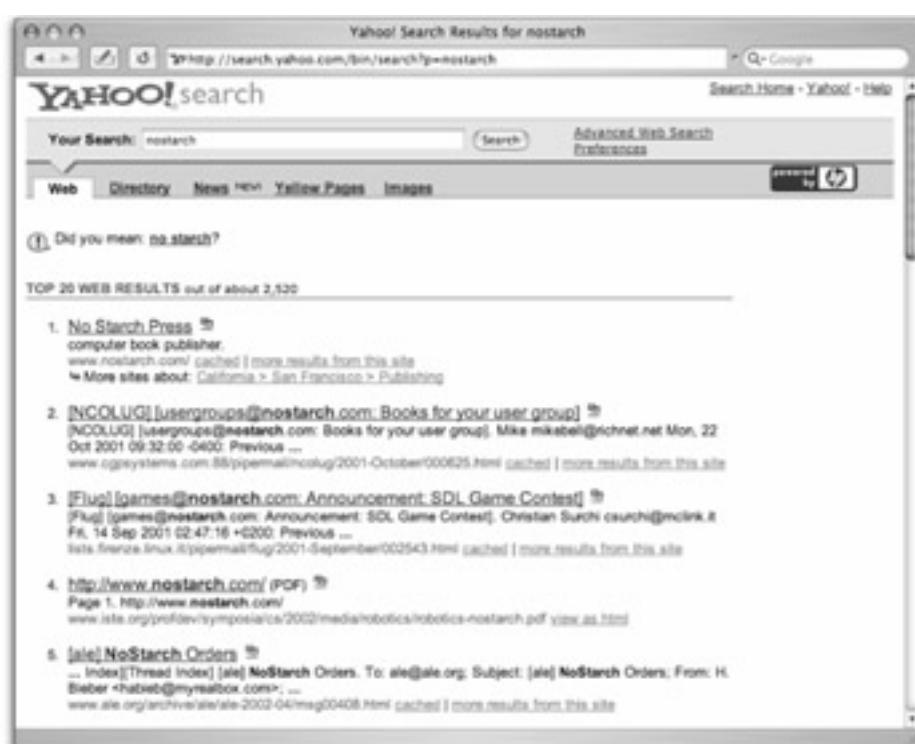 Yahoo! Search Results for nostarch
http://search.yahoo.com/bin/search?p=nostarch
Google
YAHOO! search
Search Home - Yahoo! - Help
Your Search: nostarch
Search
Advanced Web Search
Preferences
Web Directory News NEW! Yellow Pages Images
powered by hp
Did you mean: no starch?
TOP 20 WEB RESULTS out of about 2,520
1. No Starch Press
computer book publisher.
www.nostarch.com/ cached | more results from this site
More sites about: California > San Francisco > Publishing
2. [NCOLUG] [usergroups@nostarch.com: Books for your user group]
[NCOLUG] [usergroups@nostarch.com: Books for your user group]. Mike mikebell@richnet.net Mon, 22
Oct 2001 09:32:00 -0400: Previous ...
www.cgpsystems.com:88/pipermail/ncolug/2001-October/000625.html cached | more results from this site
3. [Flug] [games@nostarch.com: Announcement: SDL Game Contest]
[Flug] [games@nostarch.com: Announcement: SDL Game Contest]. Christian Surchi csurchi@mclink.it
Fri, 14 Sep 2001 02:47:16 +0200: Previous ...
lists.firenze.linux.it/pipermail/flug/2001-September/002543.html cached | more results from this site
4. http://www.nostarch.com/ (PDF)
Page 1. http://www.nostarch.com/
www.iste.org/profdev/symposia/cs/2002/media/robotics/robotics-nostarch.pdf view as html
5. [ale] NoStarch Orders
... Index][Thread Index] [ale] NoStarch Orders. To: ale@ale.org; Subject: [ale] NoStarch Orders; From: H.
Bieber <habieb@myrealbox.com>; ...
www.ale.org/archive/ale/ale-2002-04/msg00408.html cached | more results from this site